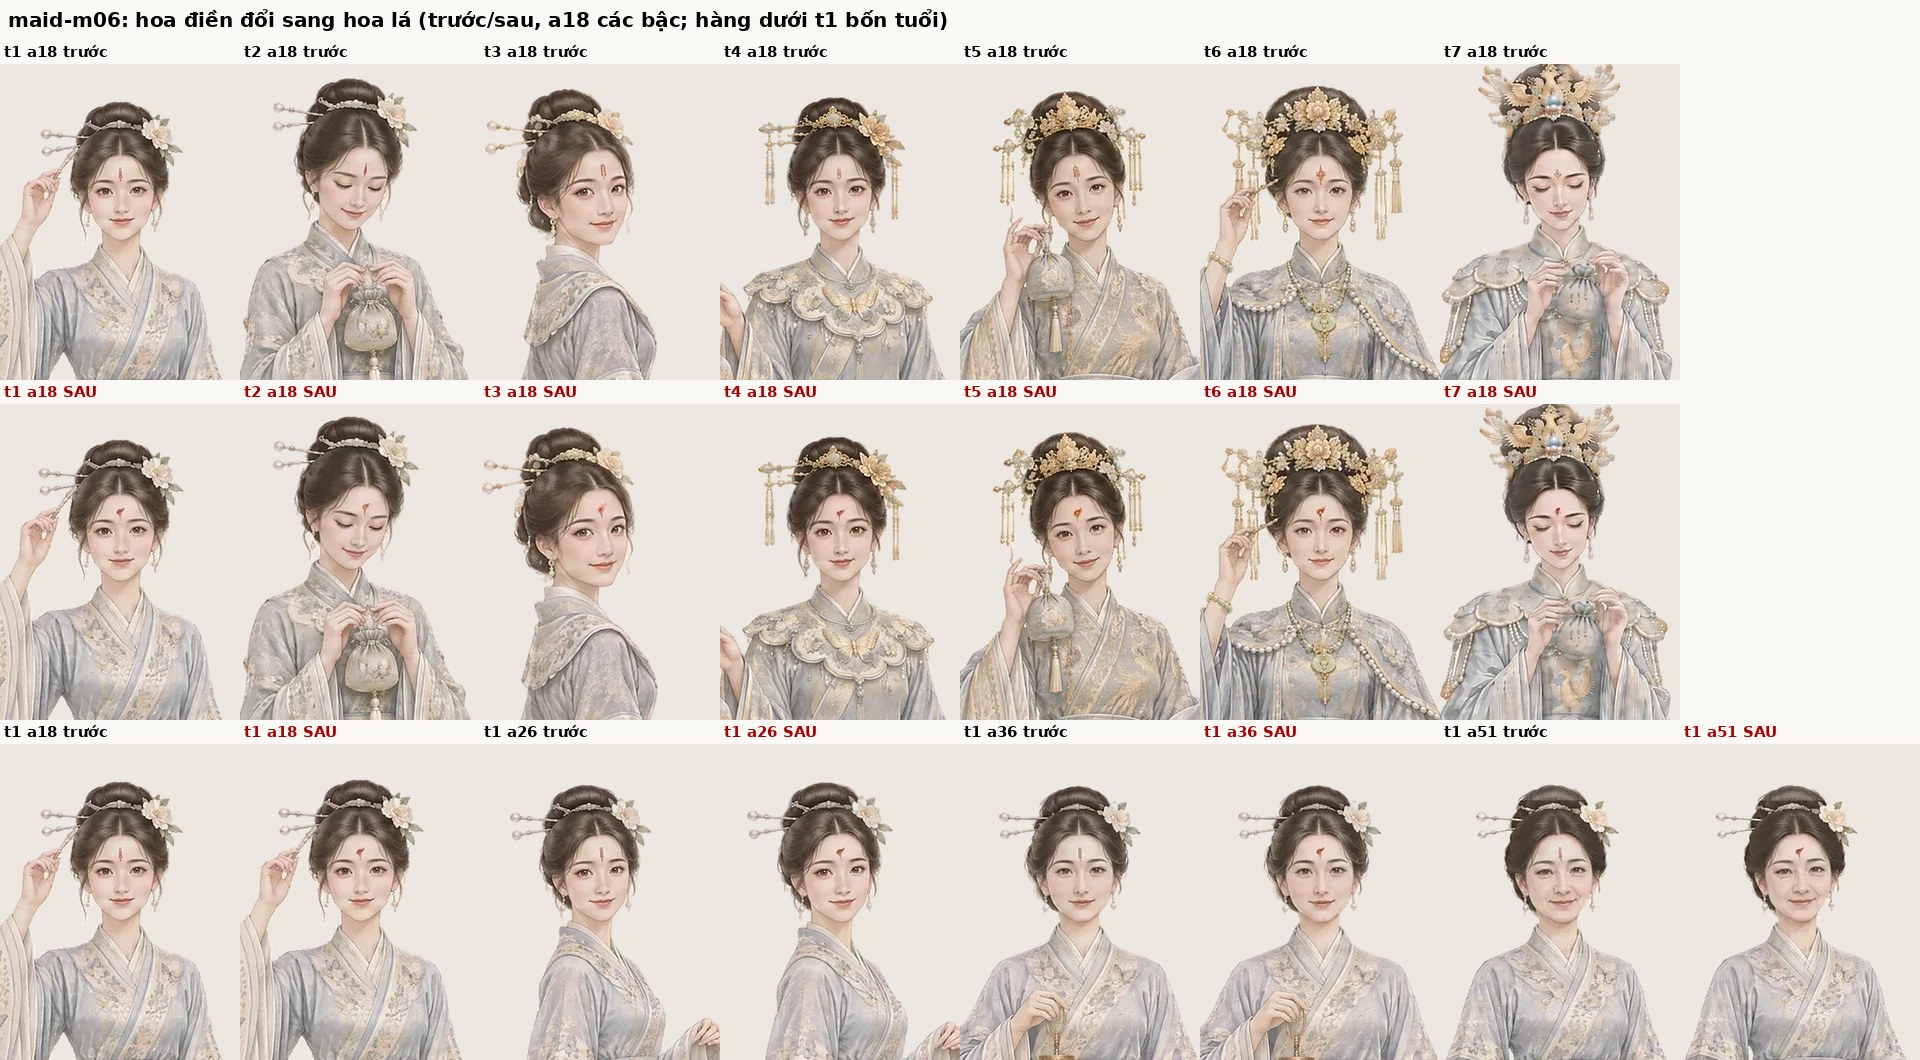 maid-m06: hoa điền đổi sang hoa lá (trước/sau, a18 các bậc; hàng dưới t1 bốn tuổi)
t1 a18 trước
t2 a18 trước
t3 a18 trước
t4 a18 trước
t5 a18 trước
t6 a18 trước
t7 a18 trước
t1 a18 SAU
t2 a18 SAU
t3 a18 SAU
t4 a18 SAU
t5 a18 SAU
t6 a18 SAU
t7 a18 SAU
t1 a18 trước
t1 a18 SAU
t1 a26 trước
t1 a26 SAU
t1 a36 trước
t1 a36 SAU
t1 a51 trước
t1 a51 SAU